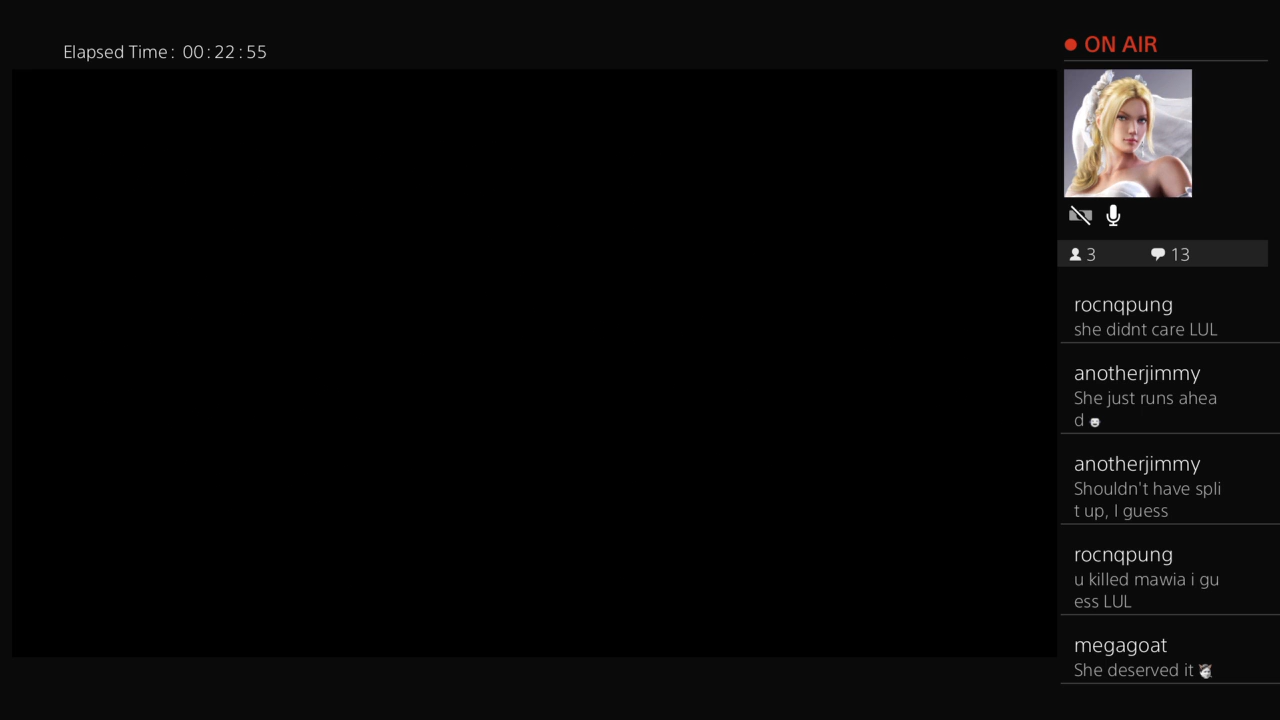 Elapsed Time: 00:22:55
ON AIR
3 13
rocnqpung
she didnt care LUL
anotherjimmy
She just runs ahea
d
anotherjimmy
Shouldn't have spli
t up, I guess
rocnqpung
u killed mawia i gu
ess LUL
megagoat
She deserved it